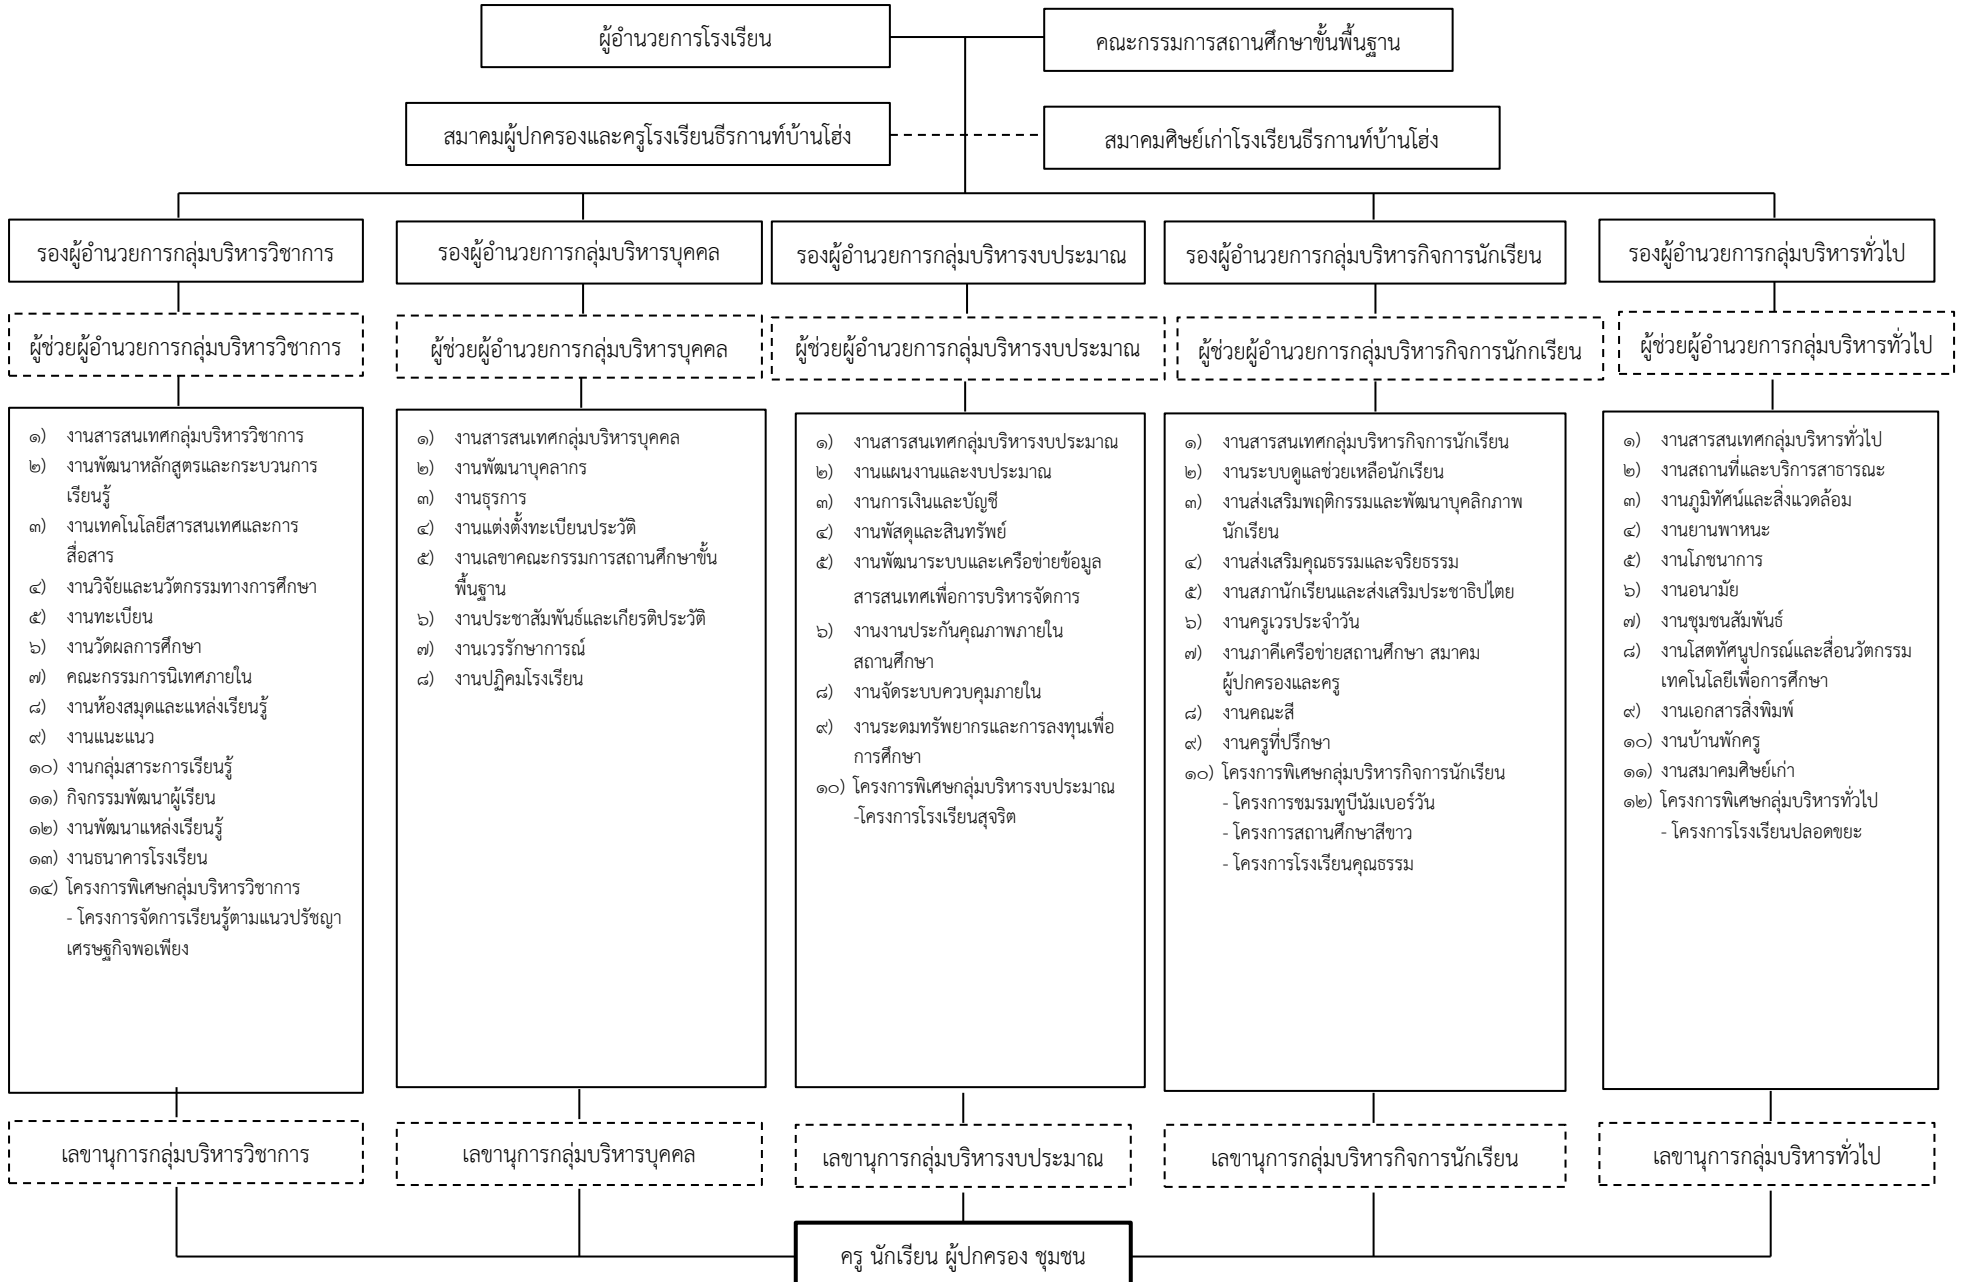 ผู้อำนวยการโรงเรียน
คณะกรรมการสถานศึกษาขั้นพื้นฐาน
สมาคมผู้ปกครองและครูโรงเรียนธีรกานท์บ้านโฮ่ง
สมาคมศิษย์เก่าโรงเรียนธีรกานท์บ้านโฮ่ง
รองผู้อำนวยการกลุ่มบริหารวิชาการ
รองผู้อำนวยการกลุ่มบริหารบุคคล
รองผู้อำนวยการกลุ่มบริหารงบประมาณ
รองผู้อำนวยการกลุ่มบริหารกิจการนักเรียน
รองผู้อำนวยการกลุ่มบริหารทั่วไป
ผู้ช่วยผู้อำนวยการกลุ่มบริหารวิชาการ
ผู้ช่วยผู้อำนวยการกลุ่มบริหารบุคคล
ผู้ช่วยผู้อำนวยการกลุ่มบริหารงบประมาณ
ผู้ช่วยผู้อำนวยการกลุ่มบริหารกิจการนักกเรียน
ผู้ช่วยผู้อำนวยการกลุ่มบริหารทั่วไป
๑) งานสารสนเทศกลุ่มบริหารวิชาการ
๒) งานพัฒนาหลักสูตรและกระบวนการ
เรียนรู้
๓) งานเทคโนโลยีสารสนเทศและการ
สื่อสาร
๔) งานวิจัยและนวัตกรรมทางการศึกษา
๕) งานทะเบียน
๖) งานวัดผลการศึกษา
๗) คณะกรรมการนิเทศภายใน
๘) งานห้องสมุดและแหล่งเรียนรู้
๙) งานแนะแนว
๑๐) งานกลุ่มสาระการเรียนรู้
๑๑) กิจกรรมพัฒนาผู้เรียน
๑๒) งานพัฒนาแหล่งเรียนรู้
๑๓) งานธนาคารโรงเรียน
๑๔) โครงการพิเศษกลุ่มบริหารวิชาการ
- โครงการจัดการเรียนรู้ตามแนวปรัชญา
เศรษฐกิจพอเพียง
๑) งานสารสนเทศกลุ่มบริหารบุคคล
๒) งานพัฒนาบุคลากร
๓) งานธุรการ
๔) งานแต่งตั้งทะเบียนประวัติ
๕) งานเลขาคณะกรรมการสถานศึกษาขั้น
พื้นฐาน
๖) งานประชาสัมพันธ์และเกียรติประวัติ
๗) งานเวรรักษาการณ์
๘) งานปฏิคมโรงเรียน
๑) งานสารสนเทศกลุ่มบริหารงบประมาณ
๒) งานแผนงานและงบประมาณ
๓) งานการเงินและบัญชี
๔) งานพัสดุและสินทรัพย์
๕) งานพัฒนาระบบและเครือข่ายข้อมูล
สารสนเทศเพื่อการบริหารจัดการ
๖) งานงานประกันคุณภาพภายใน
สถานศึกษา
๘) งานจัดระบบควบคุมภายใน
๙) งานระดมทรัพยากรและการลงทุนเพื่อ
การศึกษา
๑๐) โครงการพิเศษกลุ่มบริหารงบประมาณ
-โครงการโรงเรียนสุจริต
๑) งานสารสนเทศกลุ่มบริหารกิจการนักเรียน
๒) งานระบบดูแลช่วยเหลือนักเรียน
๓) งานส่งเสริมพฤติกรรมและพัฒนาบุคลิกภาพ
นักเรียน
๔) งานส่งเสริมคุณธรรมและจริยธรรม
๕) งานสภานักเรียนและส่งเสริมประชาธิปไตย
๖) งานครูเวรประจำวัน
๗) งานภาคีเครือข่ายสถานศึกษา สมาคม
ผู้ปกครองและครู
๘) งานคณะสี
๙) งานครูที่ปรึกษา
๑๐) โครงการพิเศษกลุ่มบริหารกิจการนักเรียน
- โครงการชมรมทูบีนัมเบอร์วัน
- โครงการสถานศึกษาสีขาว
- โครงการโรงเรียนคุณธรรม
๑) งานสารสนเทศกลุ่มบริหารทั่วไป
๒) งานสถานที่และบริการสาธารณะ
๓) งานภูมิทัศน์และสิ่งแวดล้อม
๔) งานยานพาหนะ
๕) งานโภชนาการ
๖) งานอนามัย
๗) งานชุมชนสัมพันธ์
๘) งานโสตทัศนูปกรณ์และสื่อนวัตกรรม
เทคโนโลยีเพื่อการศึกษา
๙) งานเอกสารสิ่งพิมพ์
๑๐) งานบ้านพักครู
๑๑) งานสมาคมศิษย์เก่า
๑๒) โครงการพิเศษกลุ่มบริหารทั่วไป
- โครงการโรงเรียนปลอดขยะ
เลขานุการกลุ่มบริหารวิชาการ
เลขานุการกลุ่มบริหารบุคคล
เลขานุการกลุ่มบริหารงบประมาณ
เลขานุการกลุ่มบริหารกิจการนักเรียน
เลขานุการกลุ่มบริหารทั่วไป
ครู นักเรียน ผู้ปกครอง ชุมชน